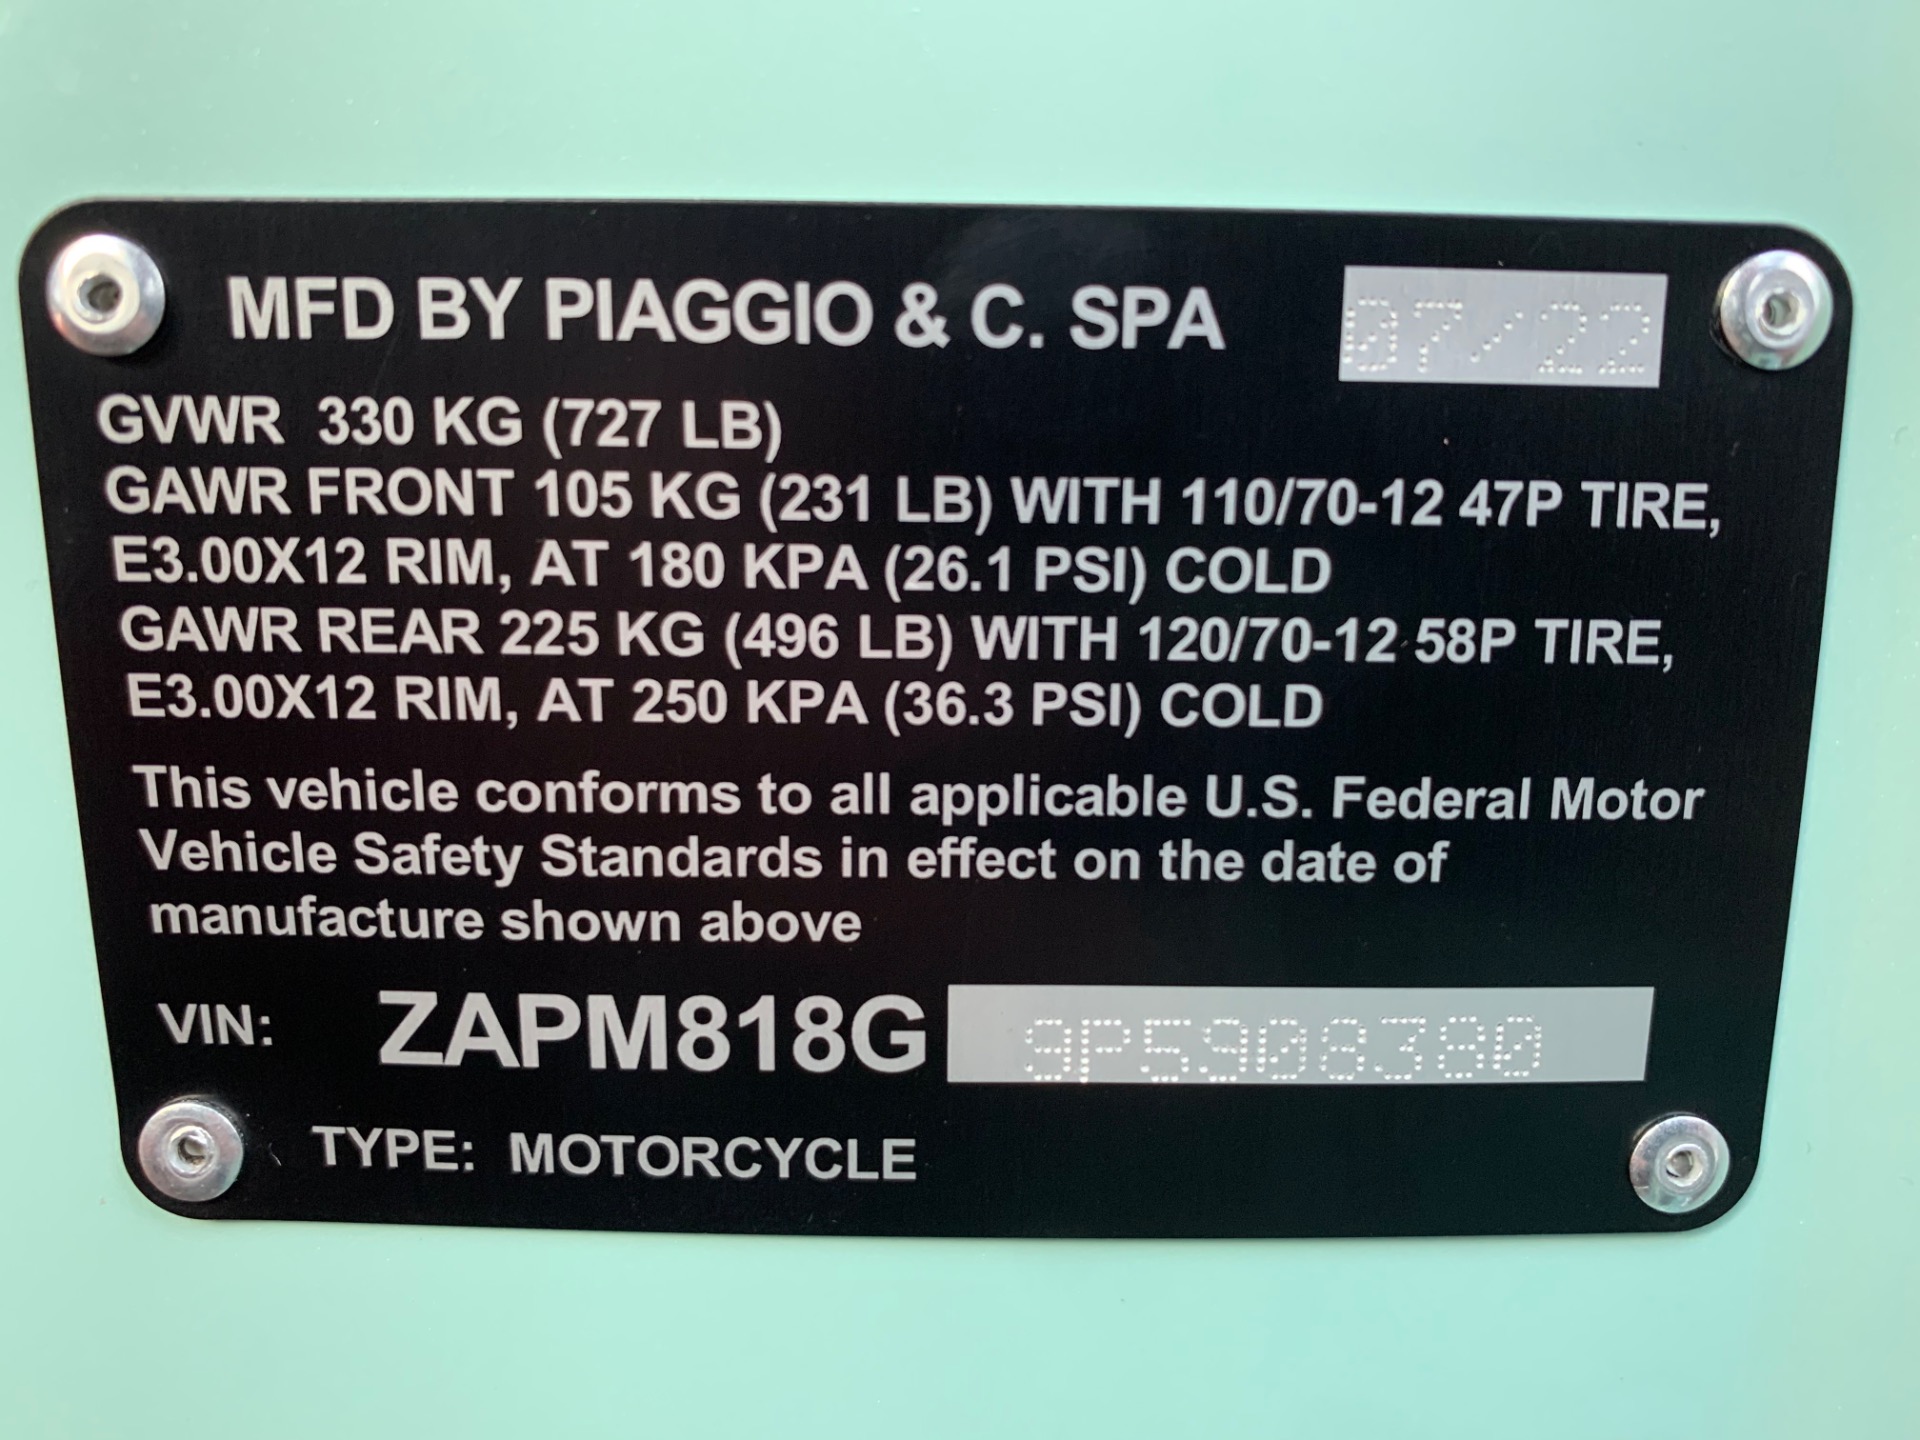 MFD BY PIAGGIO & C. SPA 07/22
GVWR 330 KG (727 LB)
GAWR FRONT 105 KG (231 LB) WITH 110/70-12 47P TIRE,
E3.00X12 RIM, AT 180 KPA (26.1 PSI) COLD
GAWR REAR 225 KG (496 LB) WITH 120/70-12 58P TIRE,
E3.00X12 RIM, AT 250 KPA (36.3 PSI) COLD
This vehicle conforms to all applicable U.S. Federal Motor
Vehicle Safety Standards in effect on the date of
manufacture shown above
VIN: ZAPM818G 9P5908380
TYPE: MOTORCYCLE